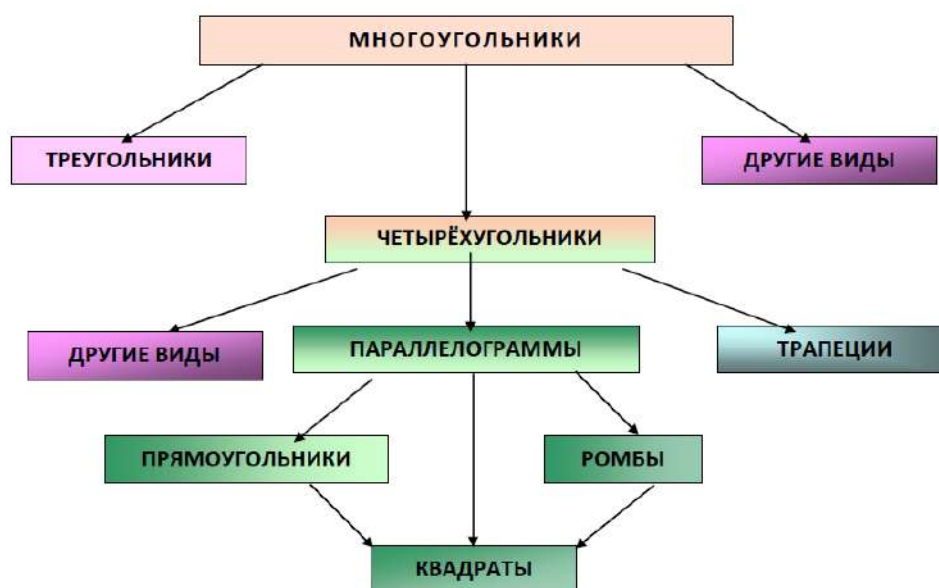 МНОГОУГОЛЬНИКИ
ТРЕУГОЛЬНИКИ
ДРУГИЕ ВИДЫ
ЧЕТЫРЁХУГОЛЬНИКИ
ДРУГИЕ ВИДЫ
ПАРАЛЛЕЛОГРАММЫ
ТРАПЕЦИИ
ПРЯМОУГОЛЬНИКИ
РОМБЫ
КВАДРАТЫ